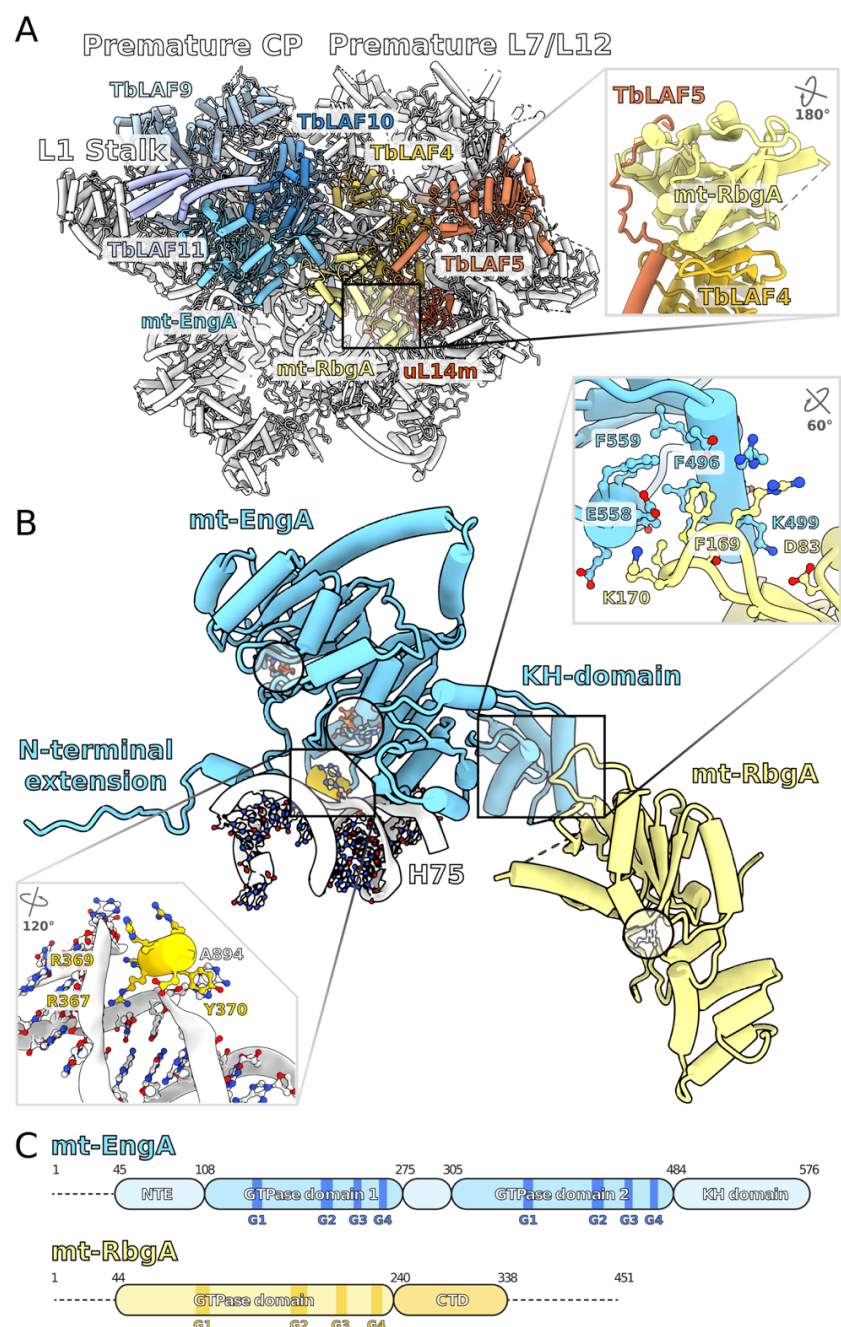 A
Premature CP
Premature L7/L12
TbLAF9
TbLAF10
L1 Stalk
TbLAF4
TbLAF11
TbLAF5
mt-EngA
mt-RbgA
uL14m
TbLAF5
180°
mt-RbgA
TbLAF4
60°
F559
F496
E558
K499
F169
D83
K170
B
mt-EngA
KH-domain
N-terminal
extension
mt-RbgA
H75
120°
R369
A894
R367
Y370
C
mt-EngA
1 45 108 275 305 484 576
NTE GTPase domain 1 GTPase domain 2 KH domain
G1 G2 G3 G4 G1 G2 G3 G4
mt-RbgA
1 44 240 338 451
GTPase domain CTD
G1 G2 G3 G4